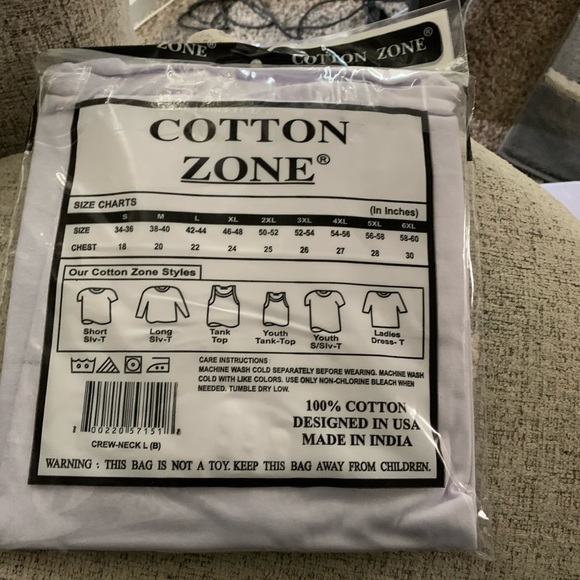 ZONE®
COTTON ZONE®
COTTON
ZONE®
SIZE CHARTS (In Inches)
S M L XL 2XL 3XL 4XL 5XL 6XL
SIZE 34-36 38-40 42-44 46-48 50-52 52-54 54-56 56-58 58-60
CHEST 18 20 22 24 25 26 27 28 30
Our Cotton Zone Styles
Short Long Tank Youth Youth Ladies
Slv-T Slv-T Top Tank-Top S/Slv-T Dress- T
CARE INSTRUCTIONS:
MACHINE WASH COLD SEPARATELY BEFORE WEARING. MACHINE WASH
COLD WITH LIKE COLORS. USE ONLY NON-CHLORINE BLEACH WHEN
NEEDED. TUMBLE DRY LOW.
00220 57151
CREW-NECK L (B)
100% COTTON
DESIGNED IN USA
MADE IN INDIA
WARNING : THIS BAG IS NOT A TOY. KEEP THIS BAG AWAY FROM CHILDREN.